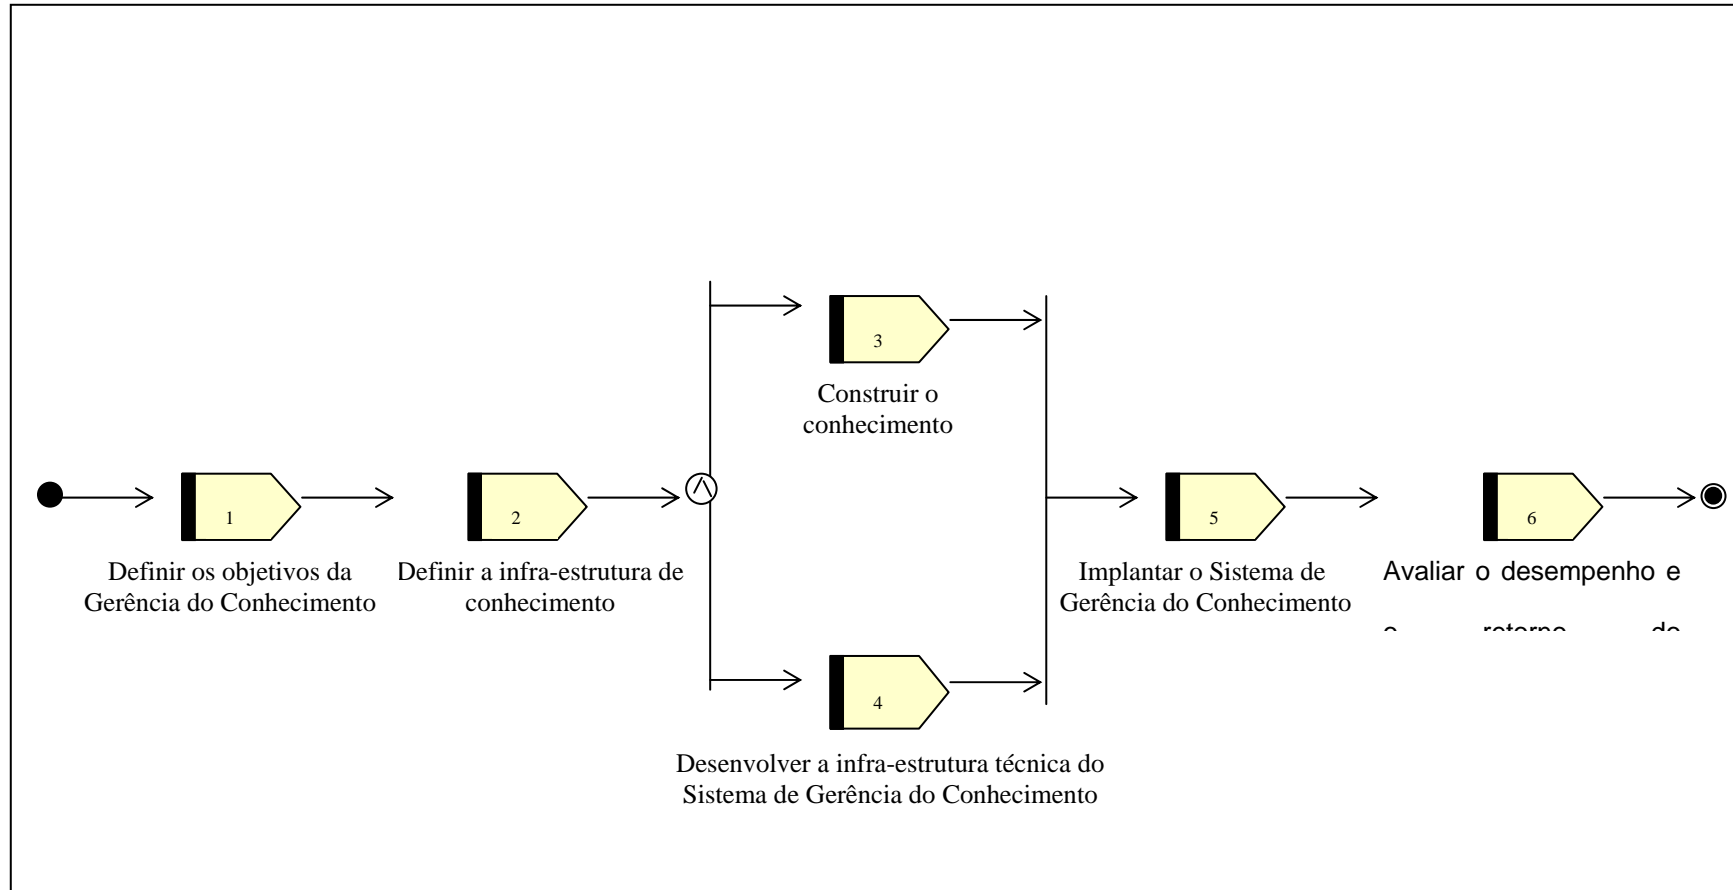 3
Construir o
conhecimento
1
2
5
6
Definir os objetivos da
Gerência do Conhecimento
Definir a infra-estrutura de
conhecimento
Implantar o Sistema de
Gerência do Conhecimento
Avaliar o desempenho e
4
Desenvolver a infra-estrutura técnica do
Sistema de Gerência do Conhecimento